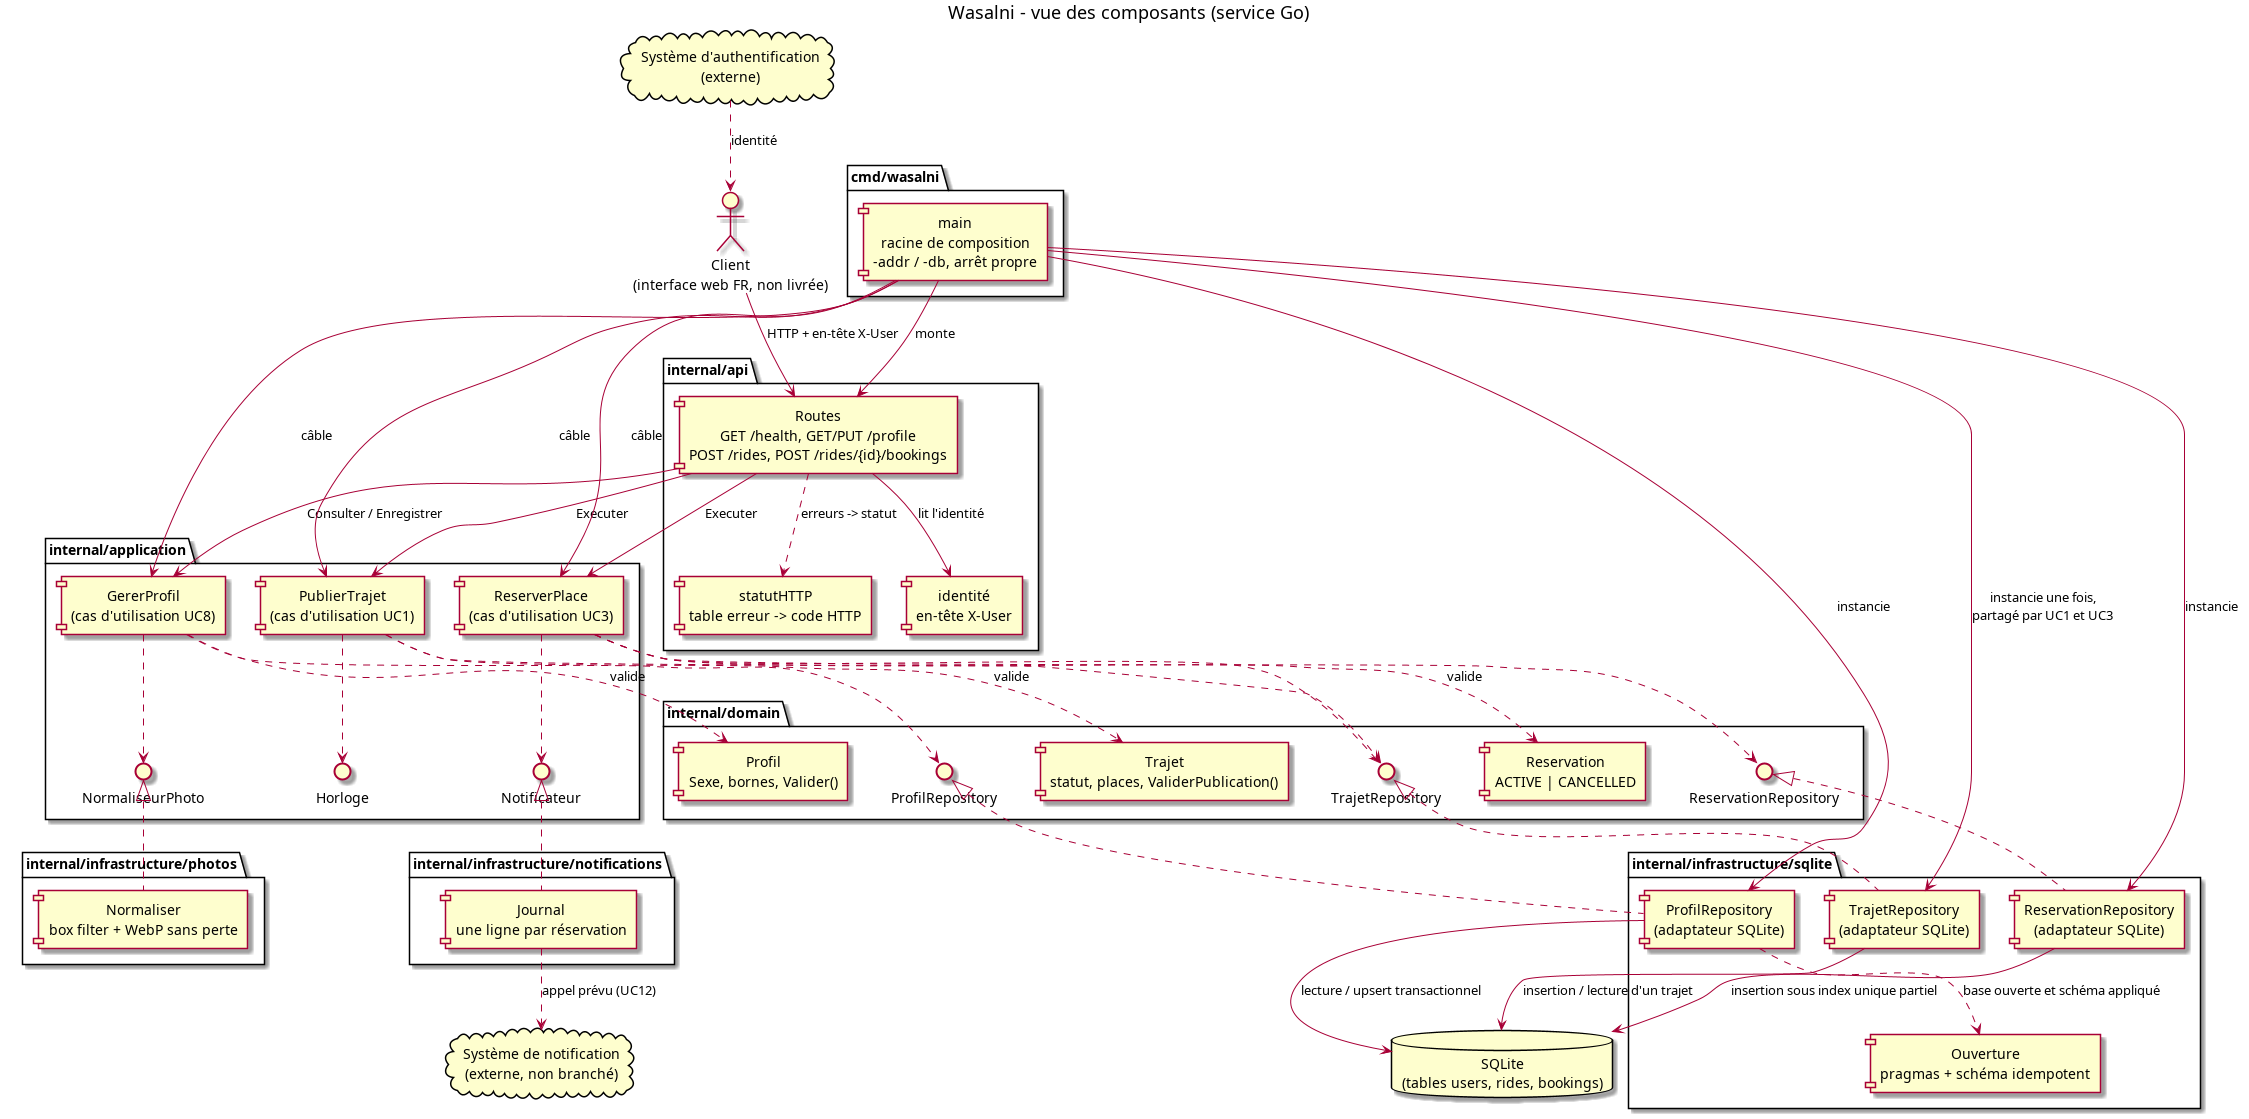 Wasalni - vue des composants (service Go)
Système d'authentification
(externe)
identité
cmd/wasalni
main
racine de composition
-addr / -db, arrêt propre
Client
(interface web FR, non livrée)
HTTP + en-tête X-User
monte
internal/api
Routes
GET /health, GET/PUT /profile
POST /rides, POST /rides/{id}/bookings
câble
câble
câble
Consulter / Enregistrer
Executer
Executer
erreurs -> statut
lit l'identité
internal/application
GererProfil
(cas d'utilisation UC8)
PublierTrajet
(cas d'utilisation UC1)
ReserverPlace
(cas d'utilisation UC3)
statutHTTP
table erreur -> code HTTP
identité
en-tête X-User
instancie
instancie une fois,
partagé par UC1 et UC3
instancie
valide
valide
valide
internal/domain
NormaliseurPhoto
Horloge
Notificateur
Profil
Sexe, bornes, Valider()
ProfilRepository
Trajet
statut, places, ValiderPublication()
TrajetRepository
Reservation
ACTIVE | CANCELLED
ReservationRepository
internal/infrastructure/photos
Normaliser
box filter + WebP sans perte
internal/infrastructure/notifications
Journal
une ligne par réservation
internal/infrastructure/sqlite
ProfilRepository
(adaptateur SQLite)
TrajetRepository
(adaptateur SQLite)
ReservationRepository
(adaptateur SQLite)
appel prévu (UC12)
lecture / upsert transactionnel
insertion / lecture d'un trajet
insertion sous index unique partiel
base ouverte et schéma appliqué
Système de notification
(externe, non branché)
SQLite
(tables users, rides, bookings)
Ouverture
pragmas + schéma idempotent